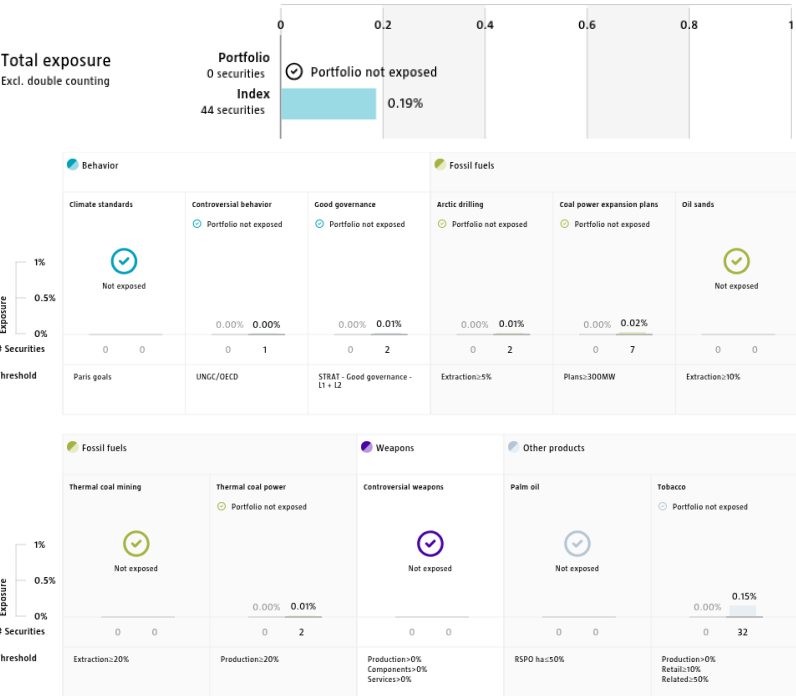 0 0.2 0.4 0.6 0.8 1
Total exposure
Excl. double counting
Portfolio
0 securities
Portfolio not exposed
Index
44 securities
0.19%
Behavior
Fossil fuels
Climate standards
Controversial behavior
Good governance
Arctic drilling
Coal power expansion plans
Oil sands
Portfolio not exposed
Portfolio not exposed
Portfolio not exposed
Portfolio not exposed
Not exposed
Not exposed
Exposure
1%
0.5%
0%
0.00% 0.00%
0.00% 0.01%
0.00% 0.01%
0.00% 0.02%
# Securities
0 0
0 1
0 2
0 2
0 7
0 0
hreshold
Paris goals
UNGC/OECD
STRAT - Good governance -
L1 + L2
Extraction≥5%
Plans≥300MW
Extraction≥10%
Fossil fuels
Weapons
Other products
Thermal coal mining
Thermal coal power
Controversial weapons
Palm oil
Tobacco
Portfolio not exposed
Portfolio not exposed
Not exposed
Not exposed
Not exposed
Exposure
1%
0.5%
0%
0.00% 0.01%
0.00% 0.15%
# Securities
0 0
0 2
0 0
0 0
0 32
hreshold
Extraction≥20%
Production≥20%
Production>0%
Components>0%
Services>0%
RSPO ha≤50%
Production>0%
Retail≥10%
Related≥50%